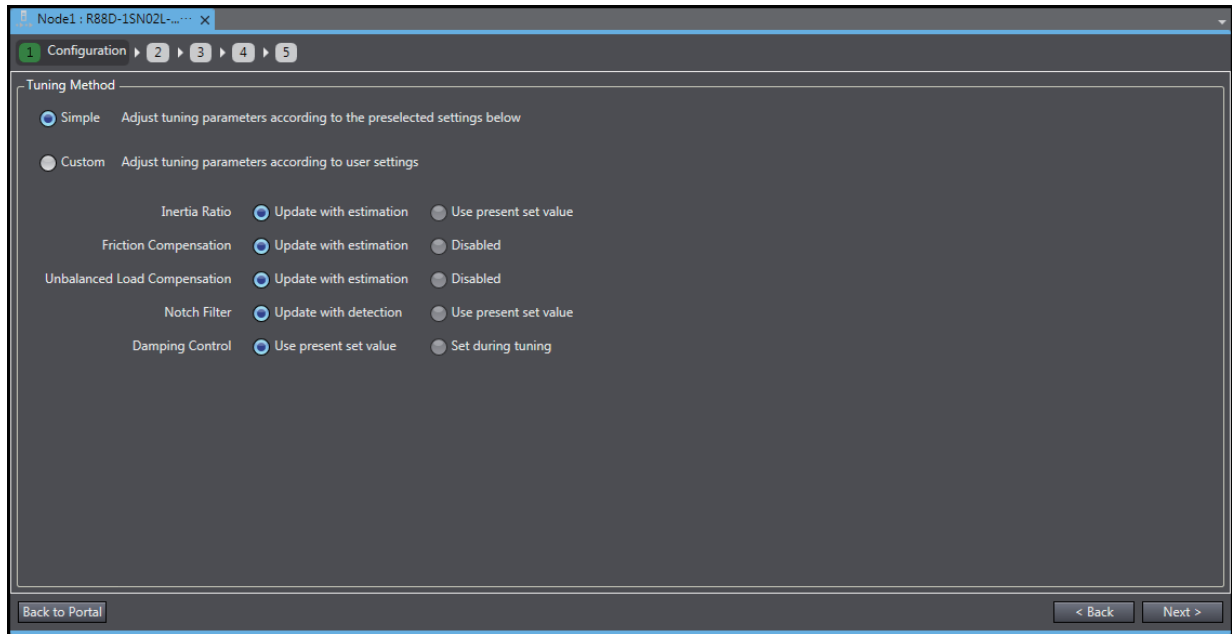 Node1 : R88D-1SN02L-...··· ×
1 Configuration 2 3 4 5
Tuning Method
Simple Adjust tuning parameters according to the preselected settings below
Custom Adjust tuning parameters according to user settings
Inertia Ratio Update with estimation Use present set value
Friction Compensation Update with estimation Disabled
Unbalanced Load Compensation Update with estimation Disabled
Notch Filter Update with detection Use present set value
Damping Control Use present set value Set during tuning
Back to Portal < Back Next >